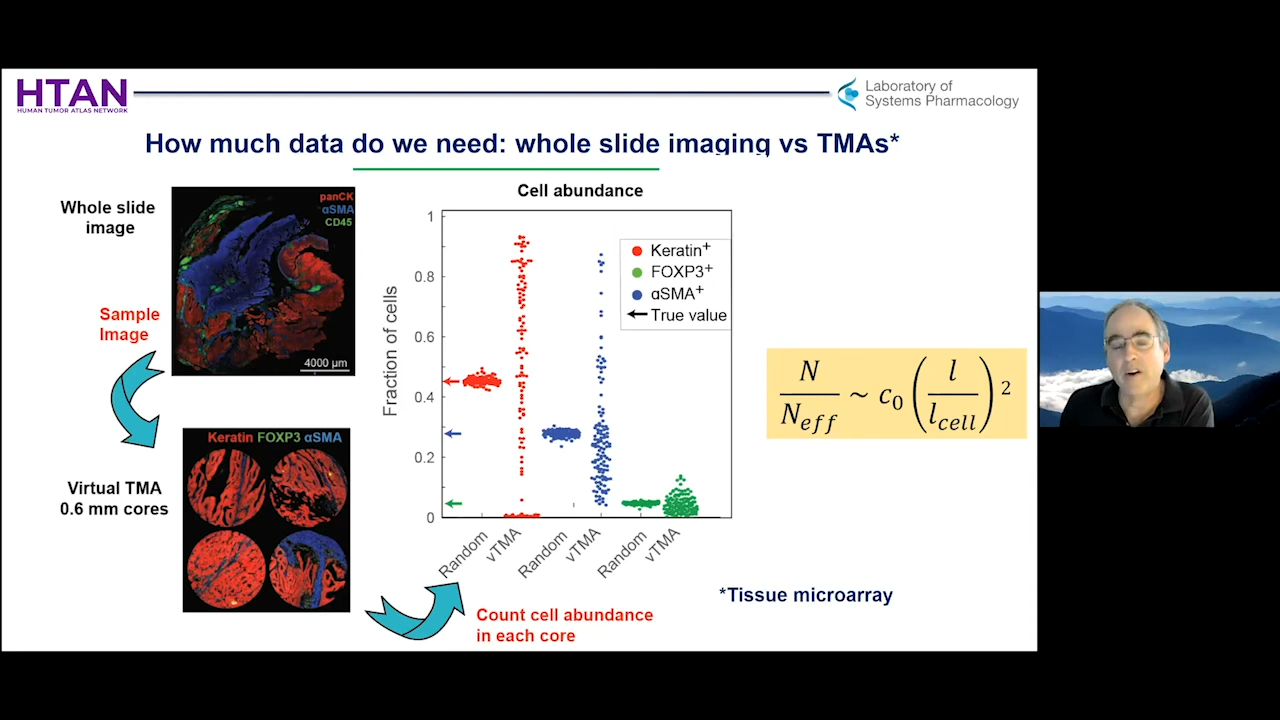 HTAN
HUMAN TUMOR ATLAS NETWORK
Laboratory of
Systems Pharmacology
How much data do we need: whole slide imaging vs TMAs*
Whole slide
image
panCK
αSMA
CD45
4000 µm
Sample
Image
Virtual TMA
0.6 mm cores
Keratin FOXP3 αSMA
Cell abundance
Fraction of cells
1
0.8
0.6
0.4
0.2
0
Keratin+
FOXP3+
αSMA+
True value
Random
vTMA
Random
vTMA
Random
vTMA
Count cell abundance
in each core
N/N_eff ~ c_0 (l/l_cell)^2
*Tissue microarray